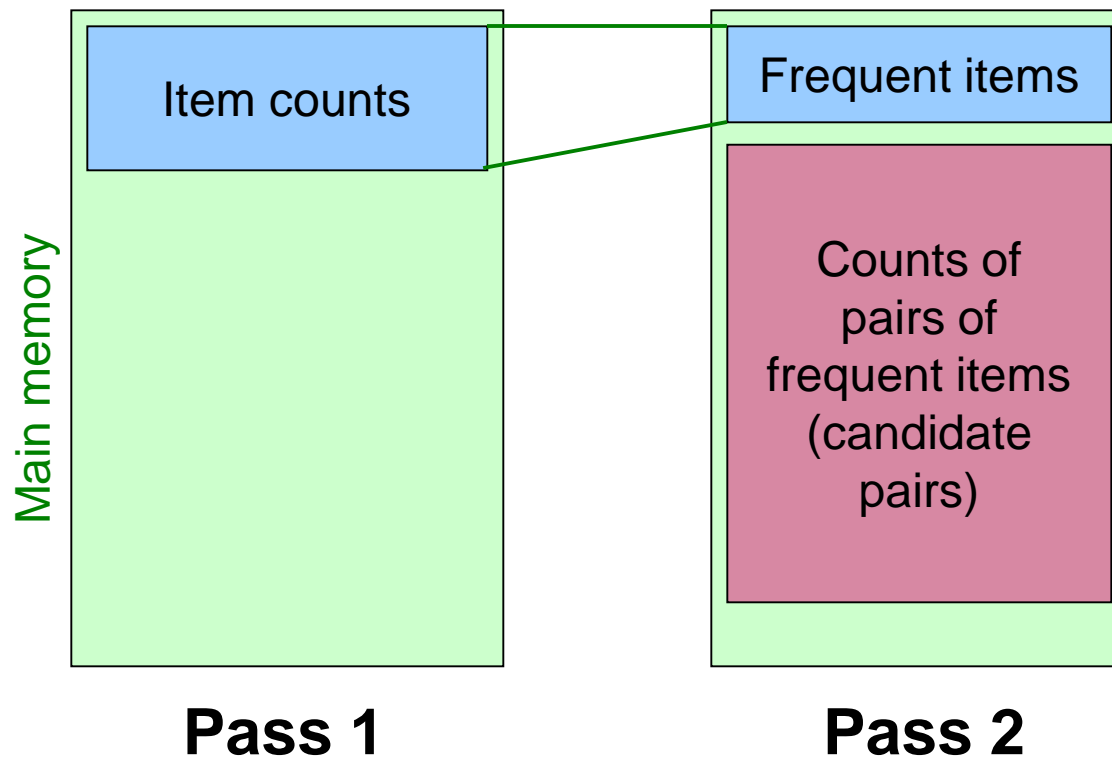 Item counts
Frequent items
Counts of
pairs of
frequent items
(candidate
pairs)
Main memory
Pass 1
Pass 2